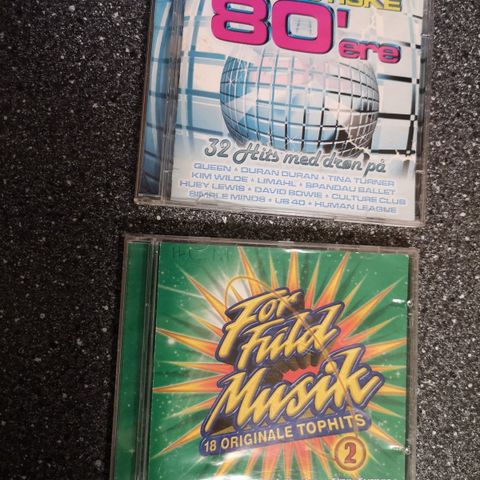 80'ere
32 Hits med drøn på
QUEEN • DURAN DURAN • TINA TURNER
KIM WILDE • LIMAHL • SPANDAU BALLET
HUEY LEWIS • DAVID BOWIE • CULTURE CLUB
SIMPLE MINDS • UB 40 • HUMAN LEAGUE
For
Fuld
Musik
18 ORIGINALE TOPHITS
2